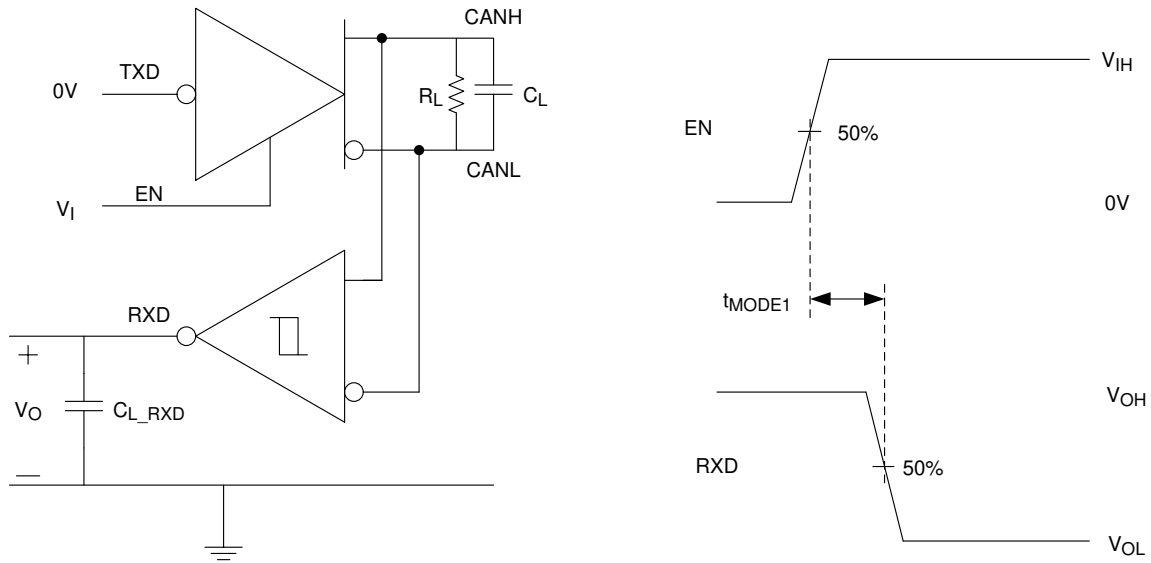 CANH
TXD
0V
RL
CL
CANL
EN
VI
RXD
+
VO
CL_RXD
—
VIH
EN
50%
0V
tMODE1
VOH
RXD
50%
VOL